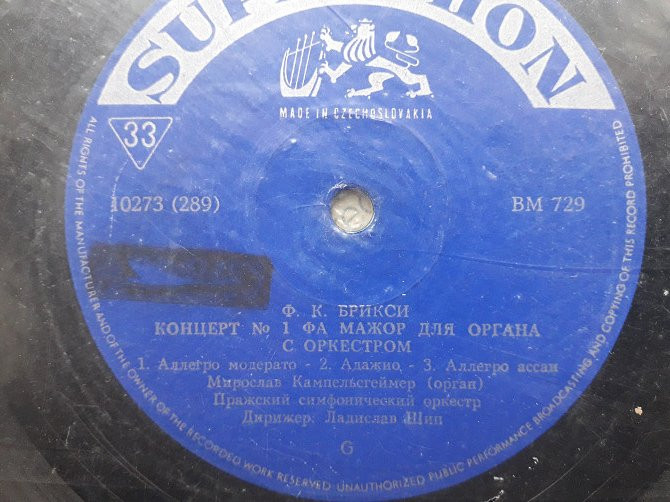 SUPRAPHON
MADE IN CZECHOSLOVAKIA
33
10273 (289)
ВМ 729
Ф. К. БРИКСИ
КОНЦЕРТ № 1 ФА МАЖОР ДЛЯ ОРГАНА
С ОРКЕСТРОМ
1. Аллегро модерато - 2. Адажио - 3. Аллегро ассаи
Мирослав Кампельсгеймер (орган)
Пражский симфонический оркестр
Дирижер: Ладислав Шип
G
ALL RIGHTS OF THE MANUFACTURER AND OF THE OWNER OF THE RECORDED WORK RESERVED · UNAUTHORIZED PUBLIC PERFORMANCE BROADCASTING AND COPYING OF THIS RECORD PROHIBITED